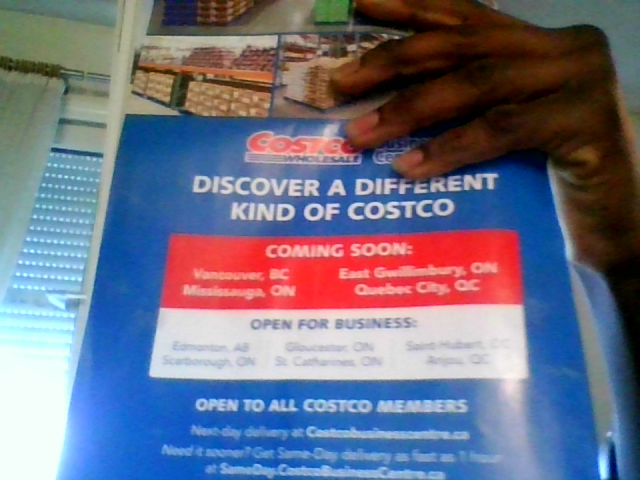 COSTCO
WHOLESALE
DISCOVER A DIFFERENT
KIND OF COSTCO
COMING SOON:
Vancouver, BC East Gwillimbury, ON
Mississauga, ON Quebec City, QC
OPEN FOR BUSINESS:
Edmonton, AB Gloucester, ON Saint-Hubert, QC
Scarborough, ON St. Catharines, ON Anjou, QC
OPEN TO ALL COSTCO MEMBERS
Next-day delivery at Costcobusinesscentre.ca
Need it sooner? Get Same-Day delivery as fast as 1 hour
at SameDay.CostcoBusinessCentre.ca